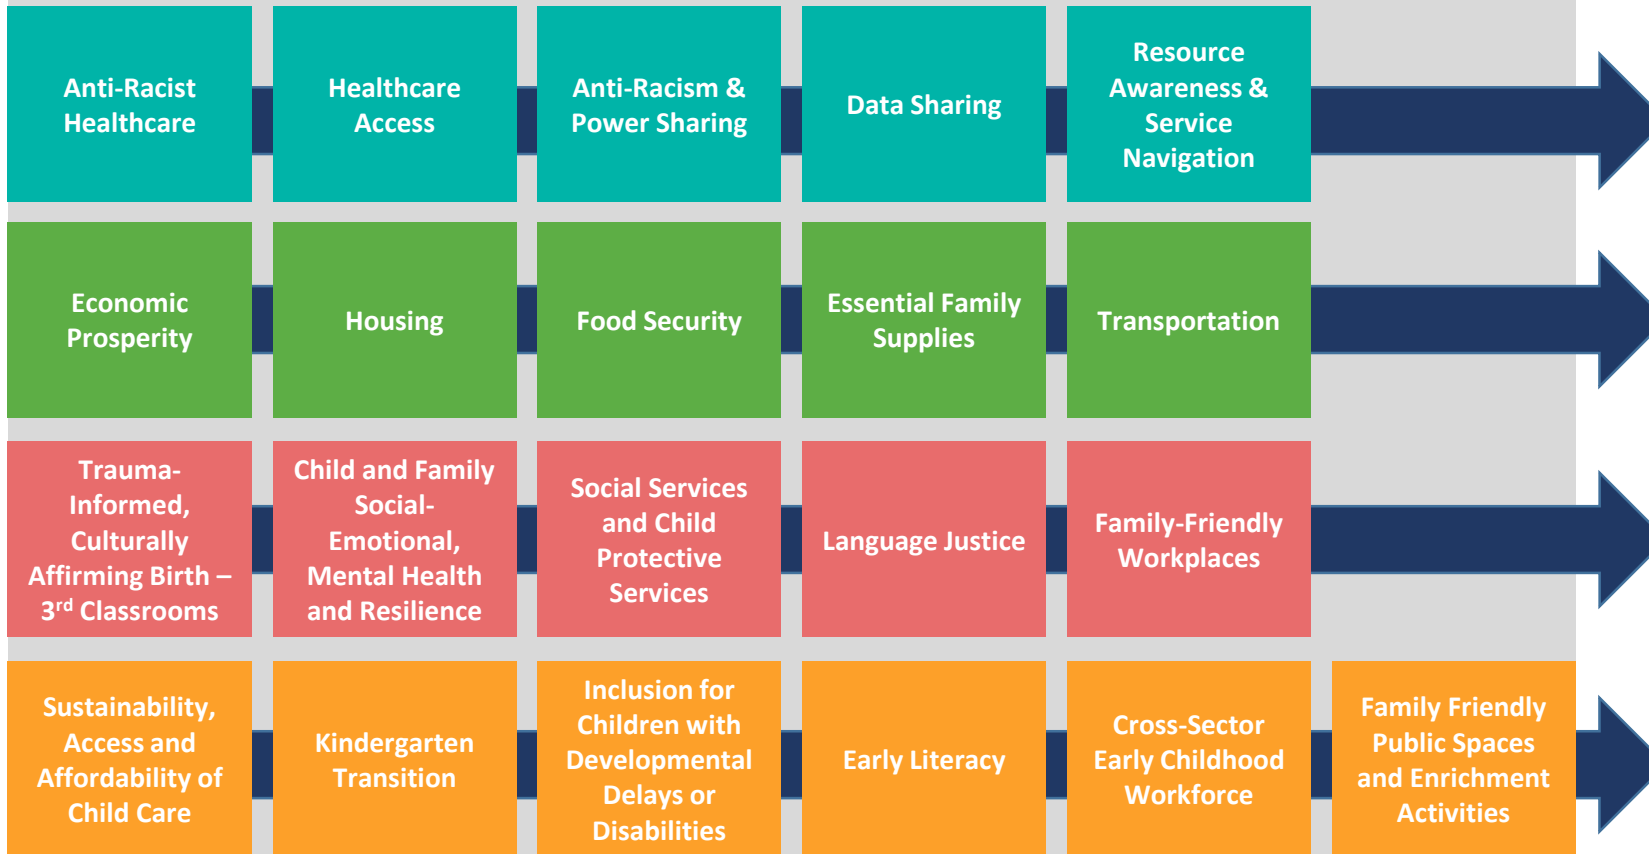 Anti-Racist
Healthcare
Healthcare
Access
Anti-Racism &
Power Sharing
Data Sharing
Resource
Awareness &
Service
Navigation
Economic
Prosperity
Housing
Food Security
Essential Family
Supplies
Transportation
Trauma-
Informed,
Culturally
Affirming Birth –
3rd Classrooms
Child and Family
Social-
Emotional,
Mental Health
and Resilience
Social Services
and Child
Protective
Services
Language Justice
Family-Friendly
Workplaces
Sustainability,
Access and
Affordability of
Child Care
Kindergarten
Transition
Inclusion for
Children with
Developmental
Delays or
Disabilities
Early Literacy
Cross-Sector
Early Childhood
Workforce
Family Friendly
Public Spaces
and Enrichment
Activities